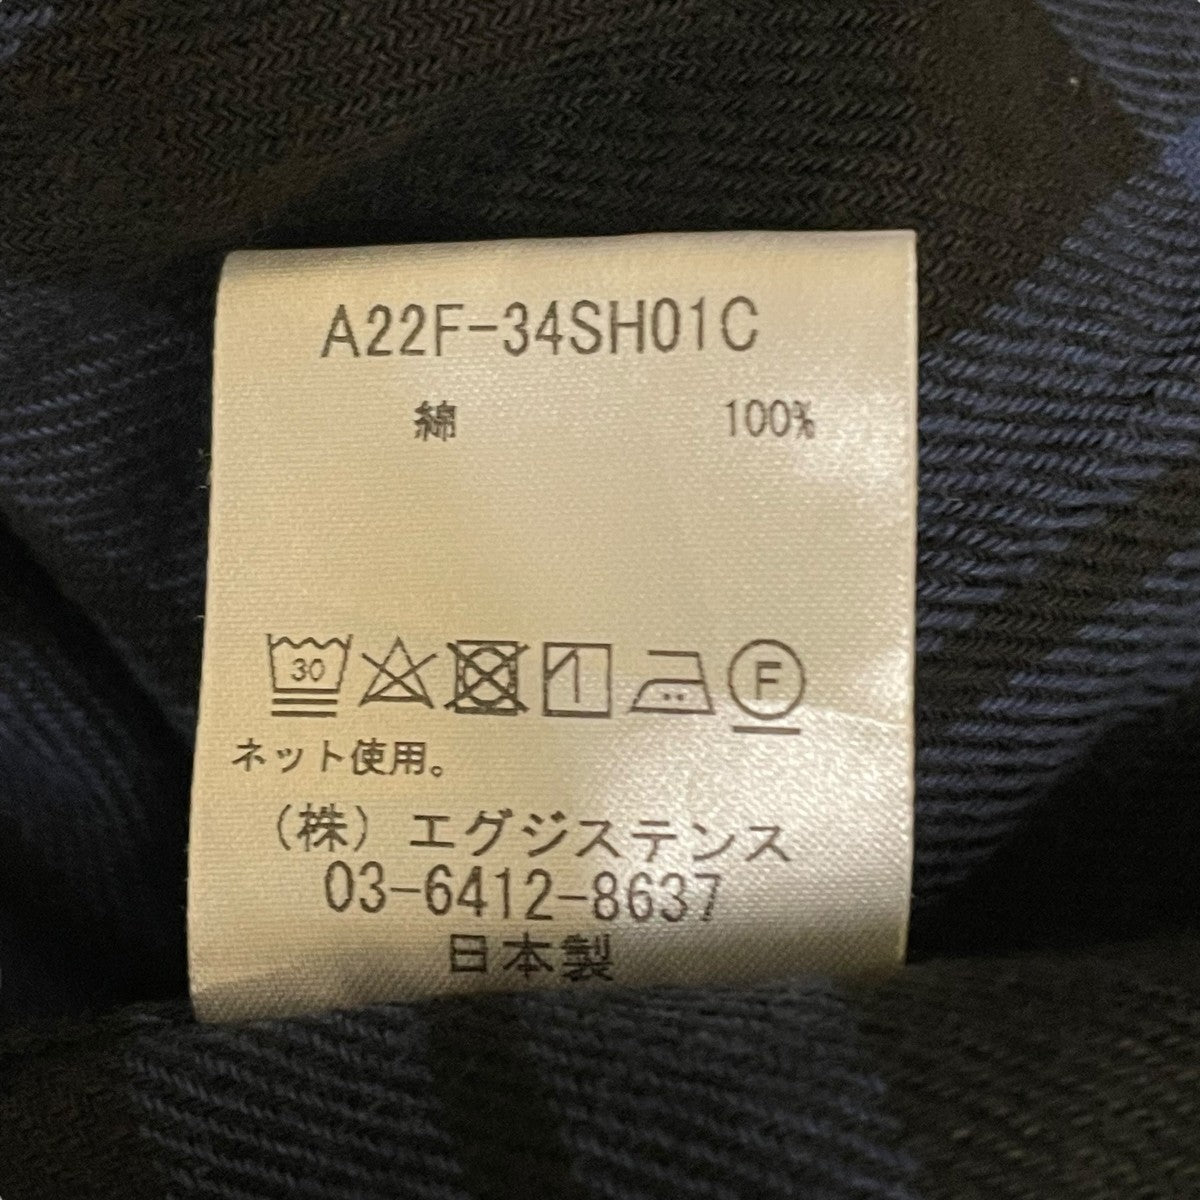 A22F-34SH01C
綿 100%
30 F
ネット使用。
(株) エグジステンス
03-6412-8637
日本製